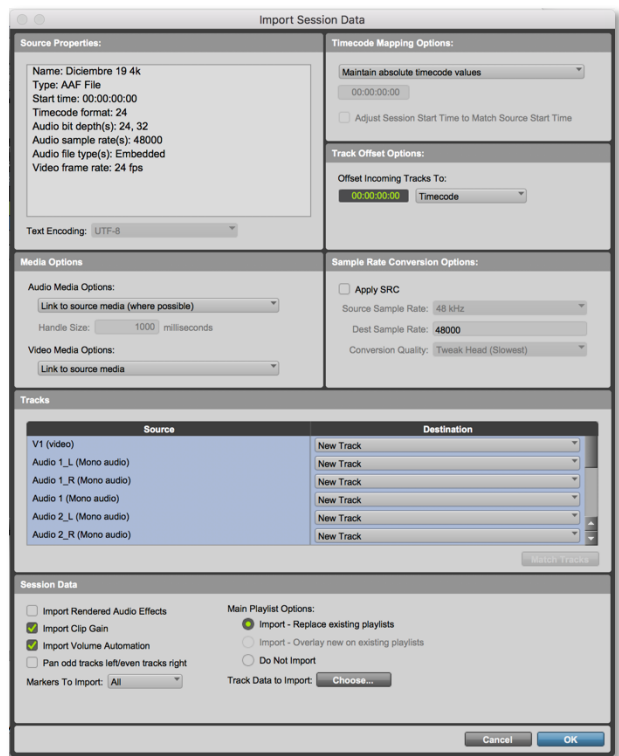 Import Session Data
Source Properties:
Name: Diciembre 19 4k
Type: AAF File
Start time: 00:00:00:00
Timecode format: 24
Audio bit depth(s): 24, 32
Audio sample rate(s): 48000
Audio file type(s): Embedded
Video frame rate: 24 fps
Text Encoding: UTF-8
Timecode Mapping Options:
Maintain absolute timecode values
00:00:00:00
Adjust Session Start Time to Match Source Start Time
Track Offset Options:
Offset Incoming Tracks To:
00:00:00:00 Timecode
Media Options
Audio Media Options:
Link to source media (where possible)
Handle Size: 1000 milliseconds
Video Media Options:
Link to source media
Sample Rate Conversion Options:
Apply SRC
Source Sample Rate: 48 kHz
Dest Sample Rate: 48000
Conversion Quality: Tweak Head (Slowest)
Tracks
Source Destination
V1 (video) New Track
Audio 1_L (Mono audio) New Track
Audio 1_R (Mono audio) New Track
Audio 1 (Mono audio) New Track
Audio 2_L (Mono audio) New Track
Audio 2_R (Mono audio) New Track
Match Tracks
Session Data
Import Rendered Audio Effects
Import Clip Gain
Import Volume Automation
Pan odd tracks left/even tracks right
Markers To Import: All
Main Playlist Options:
Import - Replace existing playlists
Import - Overlay new on existing playlists
Do Not Import
Track Data to Import: Choose...
Cancel OK